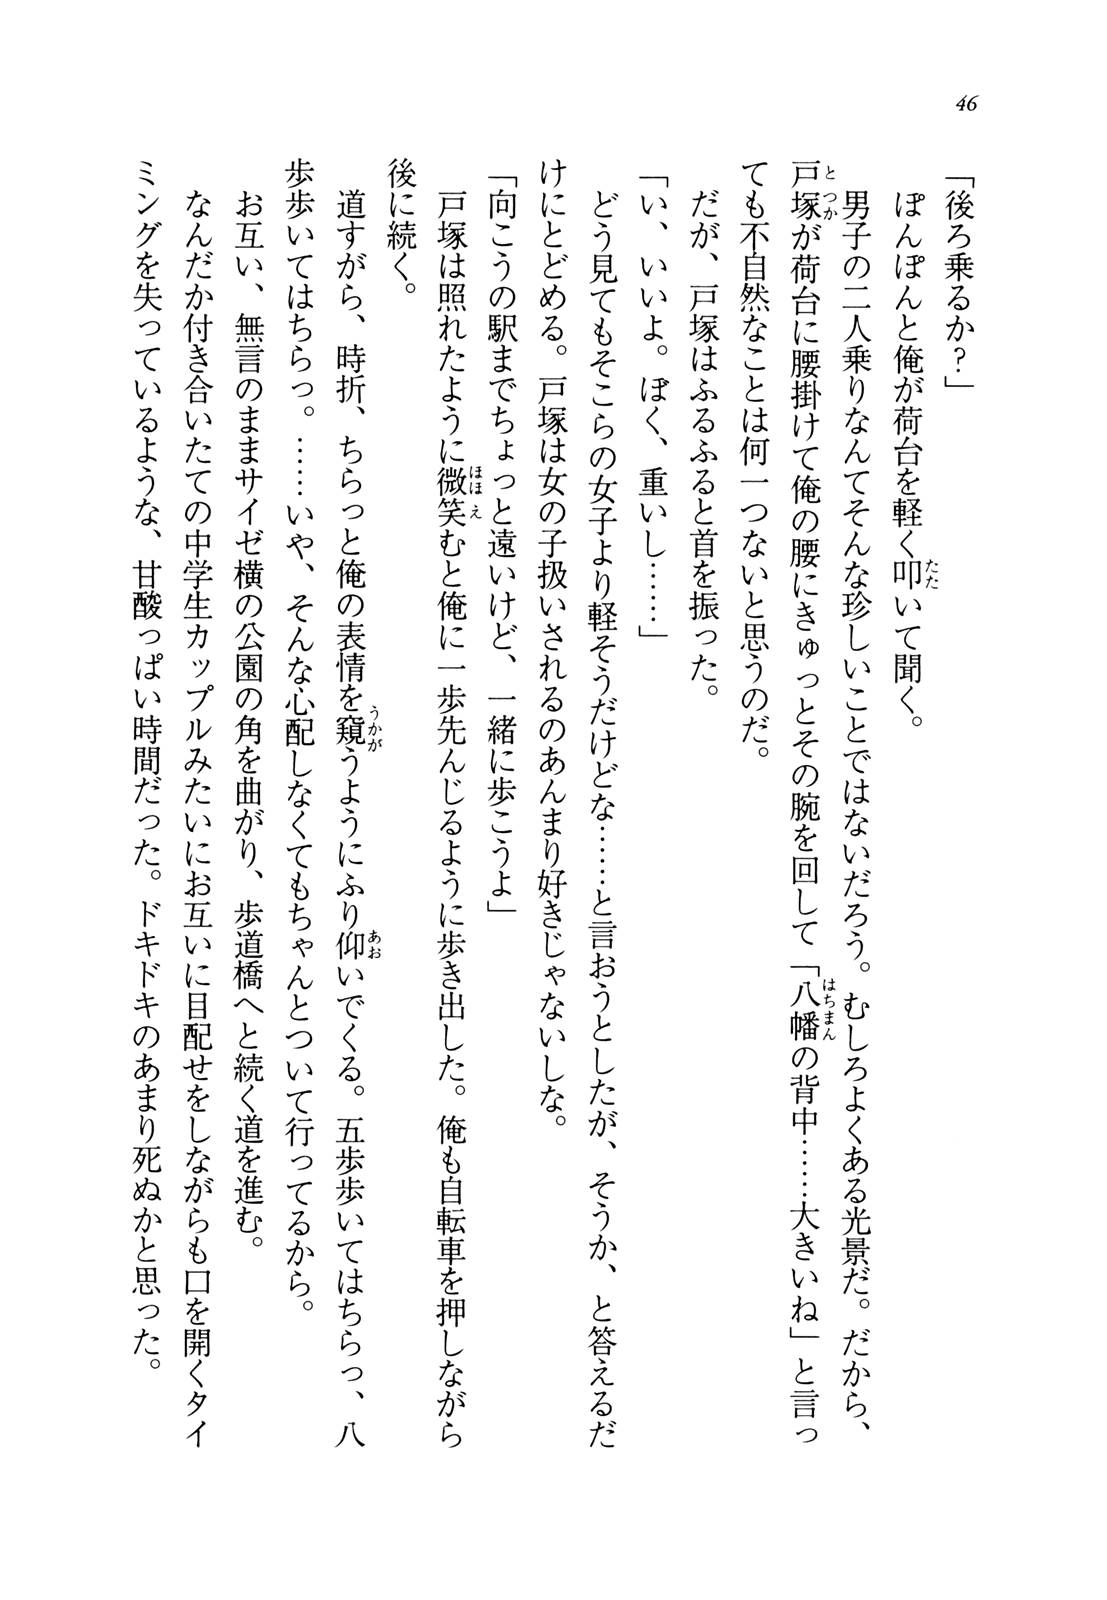 46
「後ろ乗るか?」
ぽんぽんと俺が荷台を軽く叩いて聞く。
男子の二人乗りなんてそんな珍しいことではないだろう。むしろよくある光景だ。だから、
戸塚が荷台に腰掛けて俺の腰にきゅっとその腕を回して「八幡の背中……大きいね」と言っ
ても不自然なことは何一つないと思うのだ。
だが、戸塚はふるふると首を振った。
「い、いいよ。ぼく、重いし……」
どう見てもそこらの女子より軽そうだけどな……と言おうとしたが、そうか、と答えるだ
けにとどめる。戸塚は女の子扱いされるのあんまり好きじゃないしな。
「向こうの駅までちょっと遠いけど、一緒に歩こうよ」
戸塚は照れたように微笑むと俺に一歩先んじるように歩き出した。俺も自転車を押しながら
後に続く。
道すがら、時折、ちらっと俺の表情を窺うようにふり仰いでくる。五歩歩いてはちらっ、八
歩歩いてはちらっ。……いや、そんな心配しなくてもちゃんとついて行ってるから。
お互い、無言のままサイゼ横の公園の角を曲がり、歩道橋へと続く道を進む。
なんだか付き合いたての中学生カップルみたいにお互いに目配せをしながらも口を開くタイ
ミングを失っているような、甘酸っぱい時間だった。ドキドキのあまり死ぬかと思った。